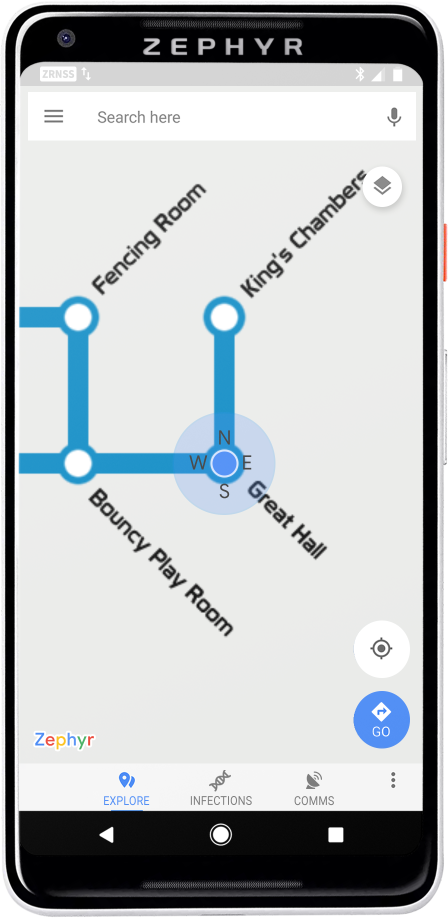 ZEPHYR
ZRNSS
Search here
Fencing Room
King's Chambers
N
W E
S
Great Hall
Bouncy Play Room
GO
Zephyr
EXPLORE INFECTIONS COMMS